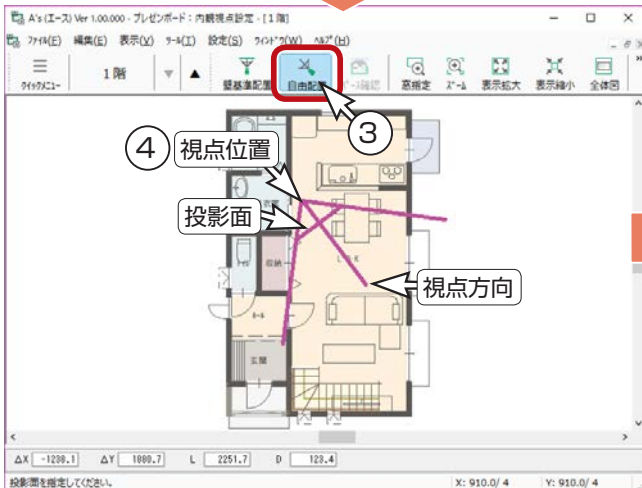 A's (エース) Ver 1.00.000 - プレゼンボード : 内観視点設定 - [1 階]
ファイル(F) 編集(E) 表示(V) ツール(T) 設定(S) ウインドウ(W) ヘルプ(H)
クイックメニュー 1 階 ▼ ▲ 壁基準配置 自由配置 窓指定 ズーム 表示拡大 表示縮小 全体図
③
④ 視点位置
投影面
収納
L D K
視点方向
ホール
玄関
ΔX -1238.1 ΔY 1880.7 L 2251.7 D 123.4
投影面を指定してください。 X: 910.0/ 4 Y: 910.0/ 4